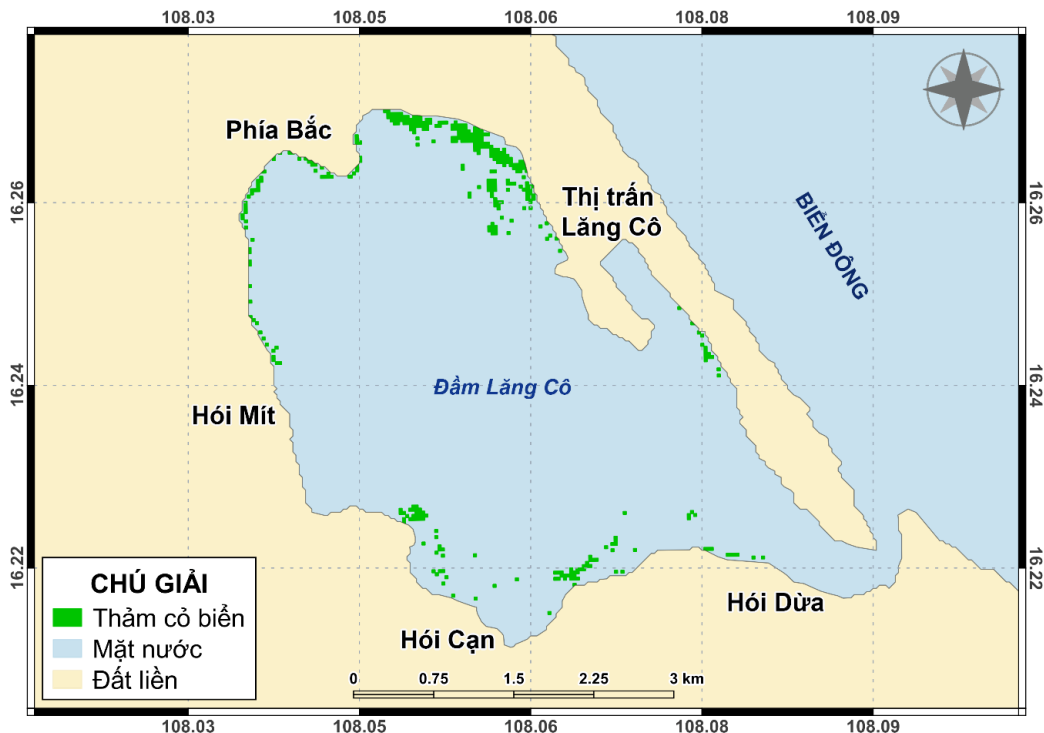 108.03 108.05 108.06 108.08 108.09
Phía Bắc
Thị trấn
Lăng Cô
16.26 16.26
BIỂN ĐÔNG
16.24 16.24
Đầm Lăng Cô
Hói Mít
16.22 16.22
CHÚ GIẢI
Thảm cỏ biển
Mặt nước
Đất liền
Hói Dừa
Hói Cạn
0 0.75 1.5 2.25 3 km
108.03 108.05 108.06 108.08 108.09